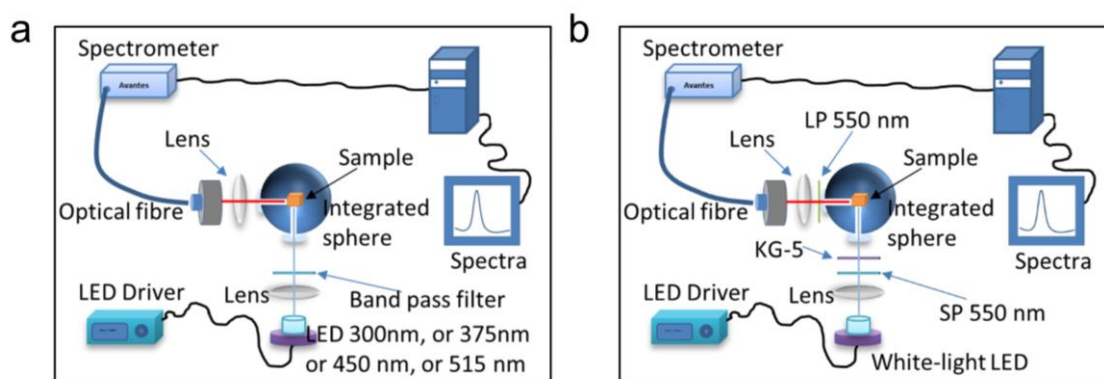 a
Spectrometer
Avantes
Lens
Sample
Optical fibre
Integrated
sphere
Spectra
LED Driver
Lens
Band pass filter
LED 300nm, or 375nm
or 450 nm, or 515 nm
b
Spectrometer
Avantes
LP 550 nm
Lens
Sample
Optical fibre
Integrated
sphere
KG-5
Spectra
LED Driver
Lens
SP 550 nm
White-light LED